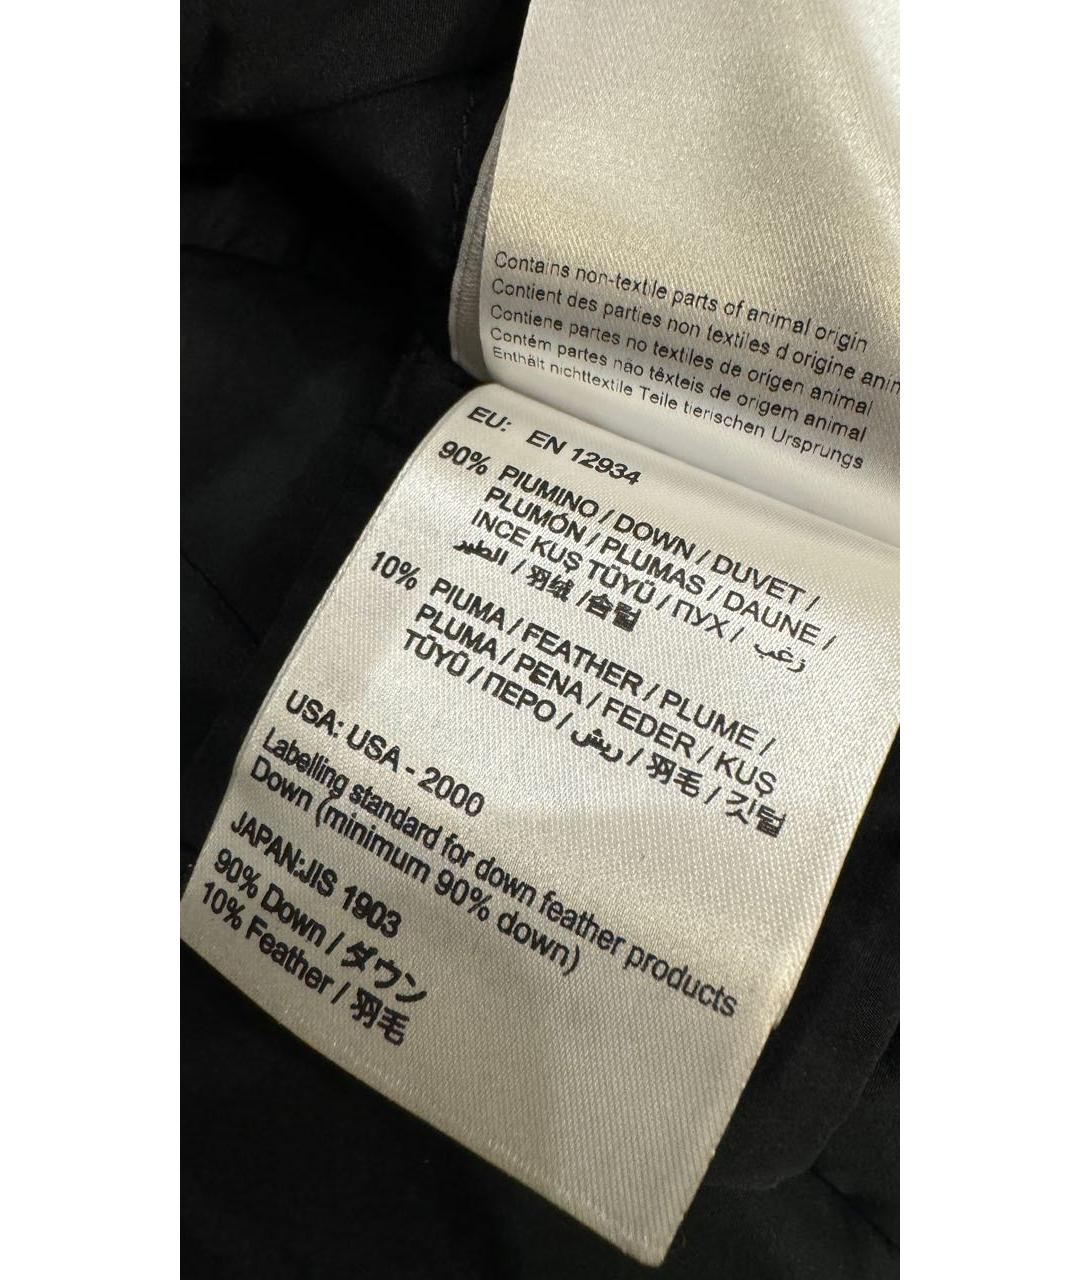 Contains non-textile parts of animal origin
Contient des parties non textiles d origine anim
Contiene partes no textiles de origen animal
Contém partes não têxteis de origem animal
Enthält nichttextile Teile tierischen Ursprungs
EU: EN 12934
90% PIUMINO / DOWN / DUVET /
PLUMÓN / PLUMAS / DAUNE /
INCE KUŞ TÜYÜ / ПУХ / زغب
الطير / 羽绒 / 솜털
10% PIUMA / FEATHER / PLUME /
PLUMA / PENA / FEDER / KUŞ
TÜYÜ / ПЕРО / ريش / 羽毛 / 깃털
USA: USA - 2000
Labelling standard for down feather products
Down (minimum 90% down)
JAPAN:JIS 1903
90% Down / ダウン
10% Feather / 羽毛